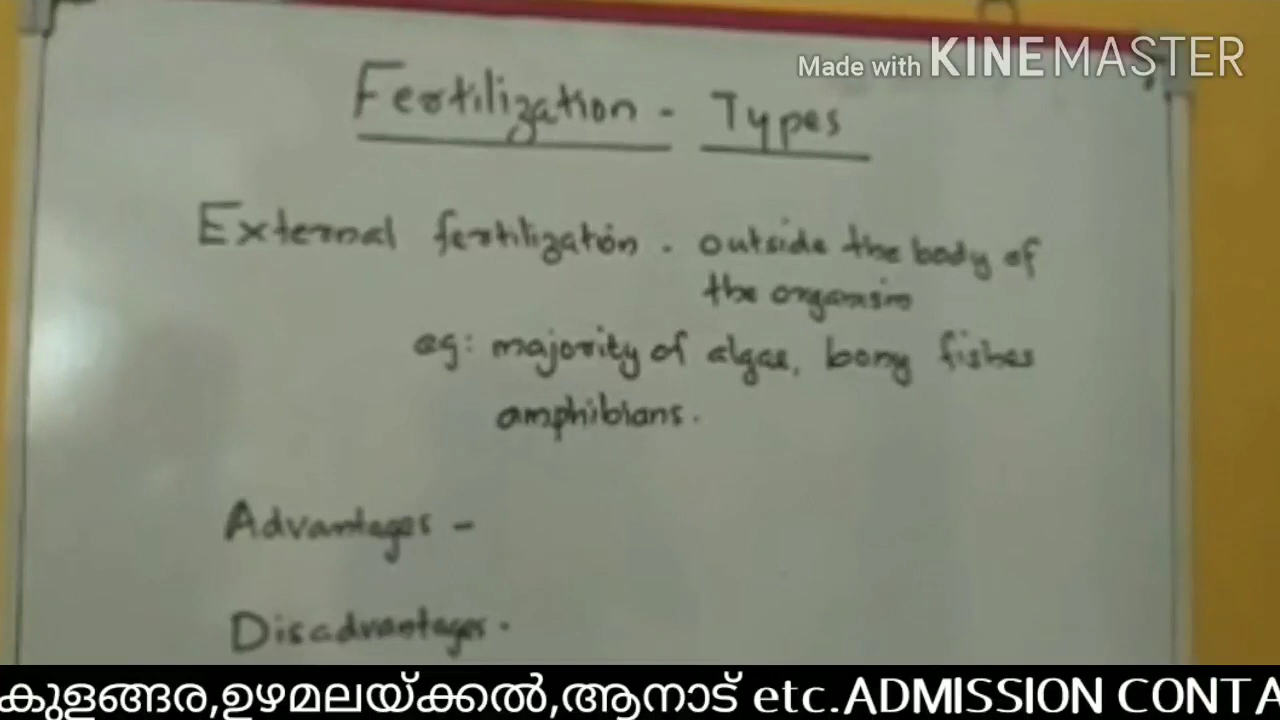 Made with KINEMASTER
Fertilization - Types
External fertilization - outside the body of
the organism
eg: majority of algae, bony fishes
amphibians.
Advantages -
Disadvantages -
കുളങ്ങര,ഉഴമലയ്ക്കൽ,ആനാട് etc.ADMISSION CONTA